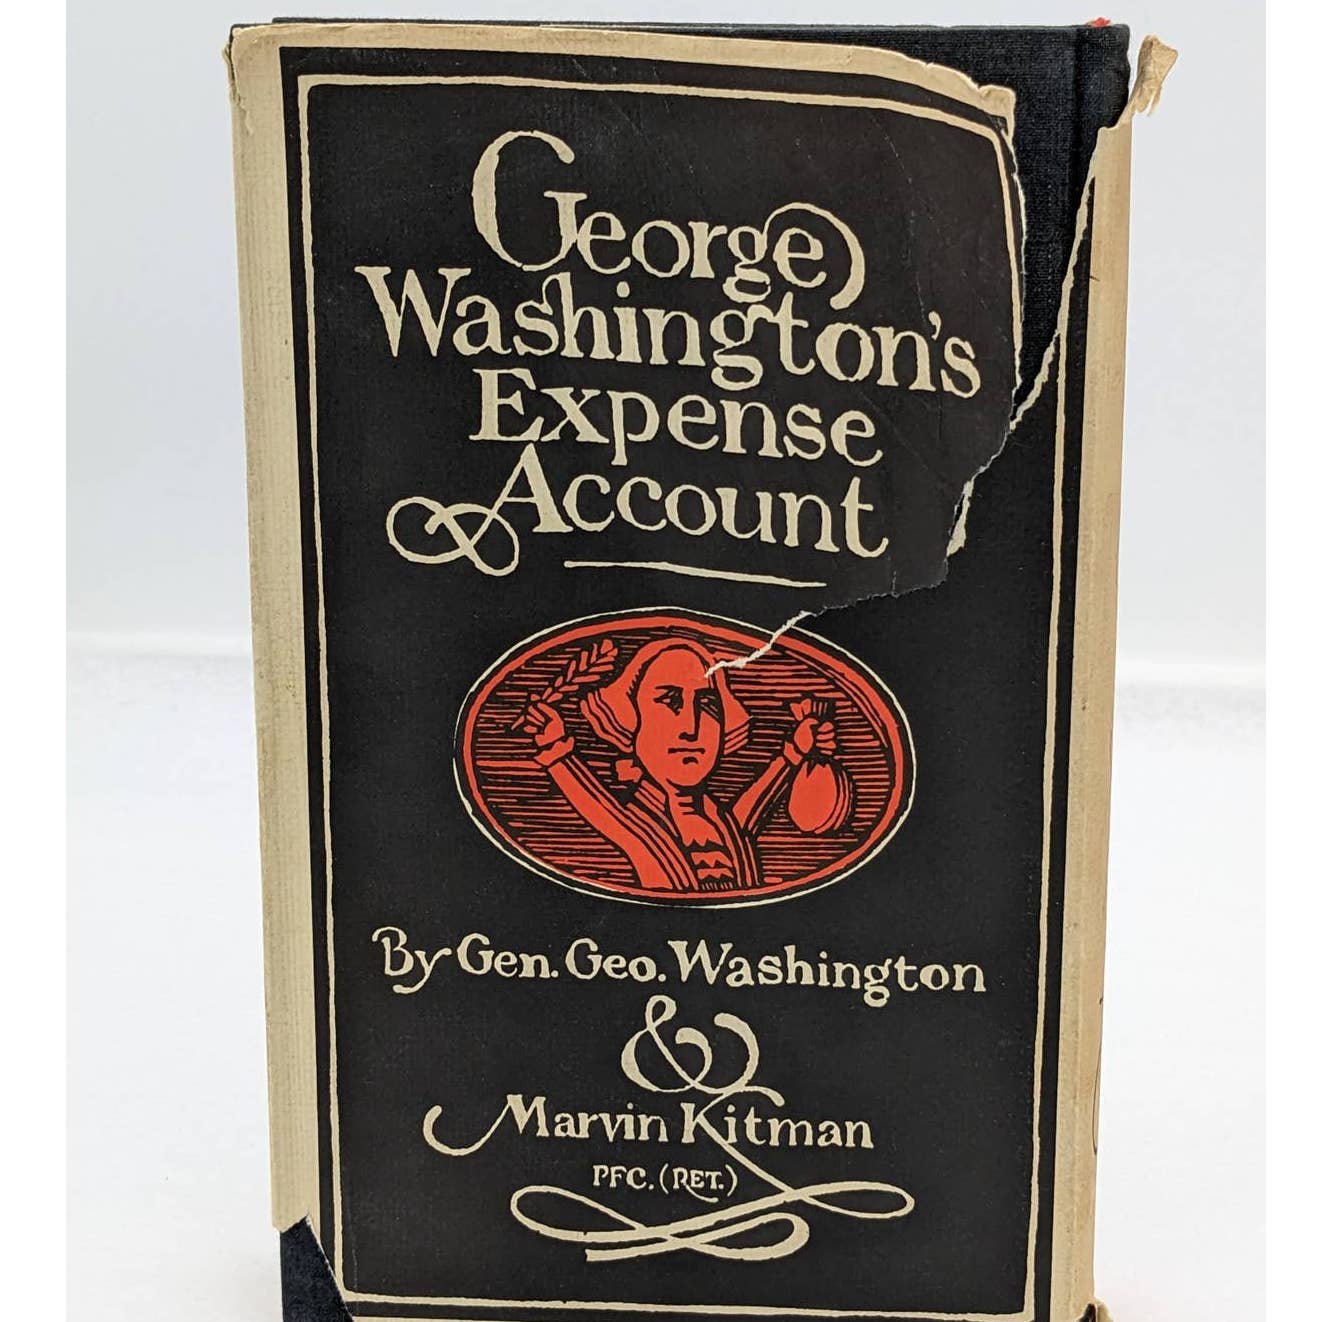 George
Washington's
Expense
Account
By Gen. Geo. Washington
&
Marvin Kitman
PFC. (RET.)